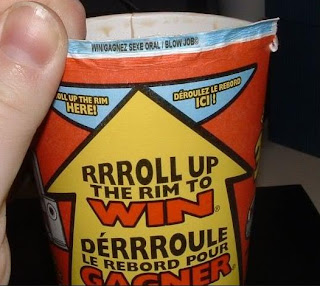 WIN/GAGNEZ SEXE ORAL / BLOW JOB®
OLL UP THE RIM
HERE!
DÉROULEZ LE REBORD
ICI !
RRROLL UP
THE RIM TO
WIN®
DÉRRROULE
LE REBORD POUR
GAGNER